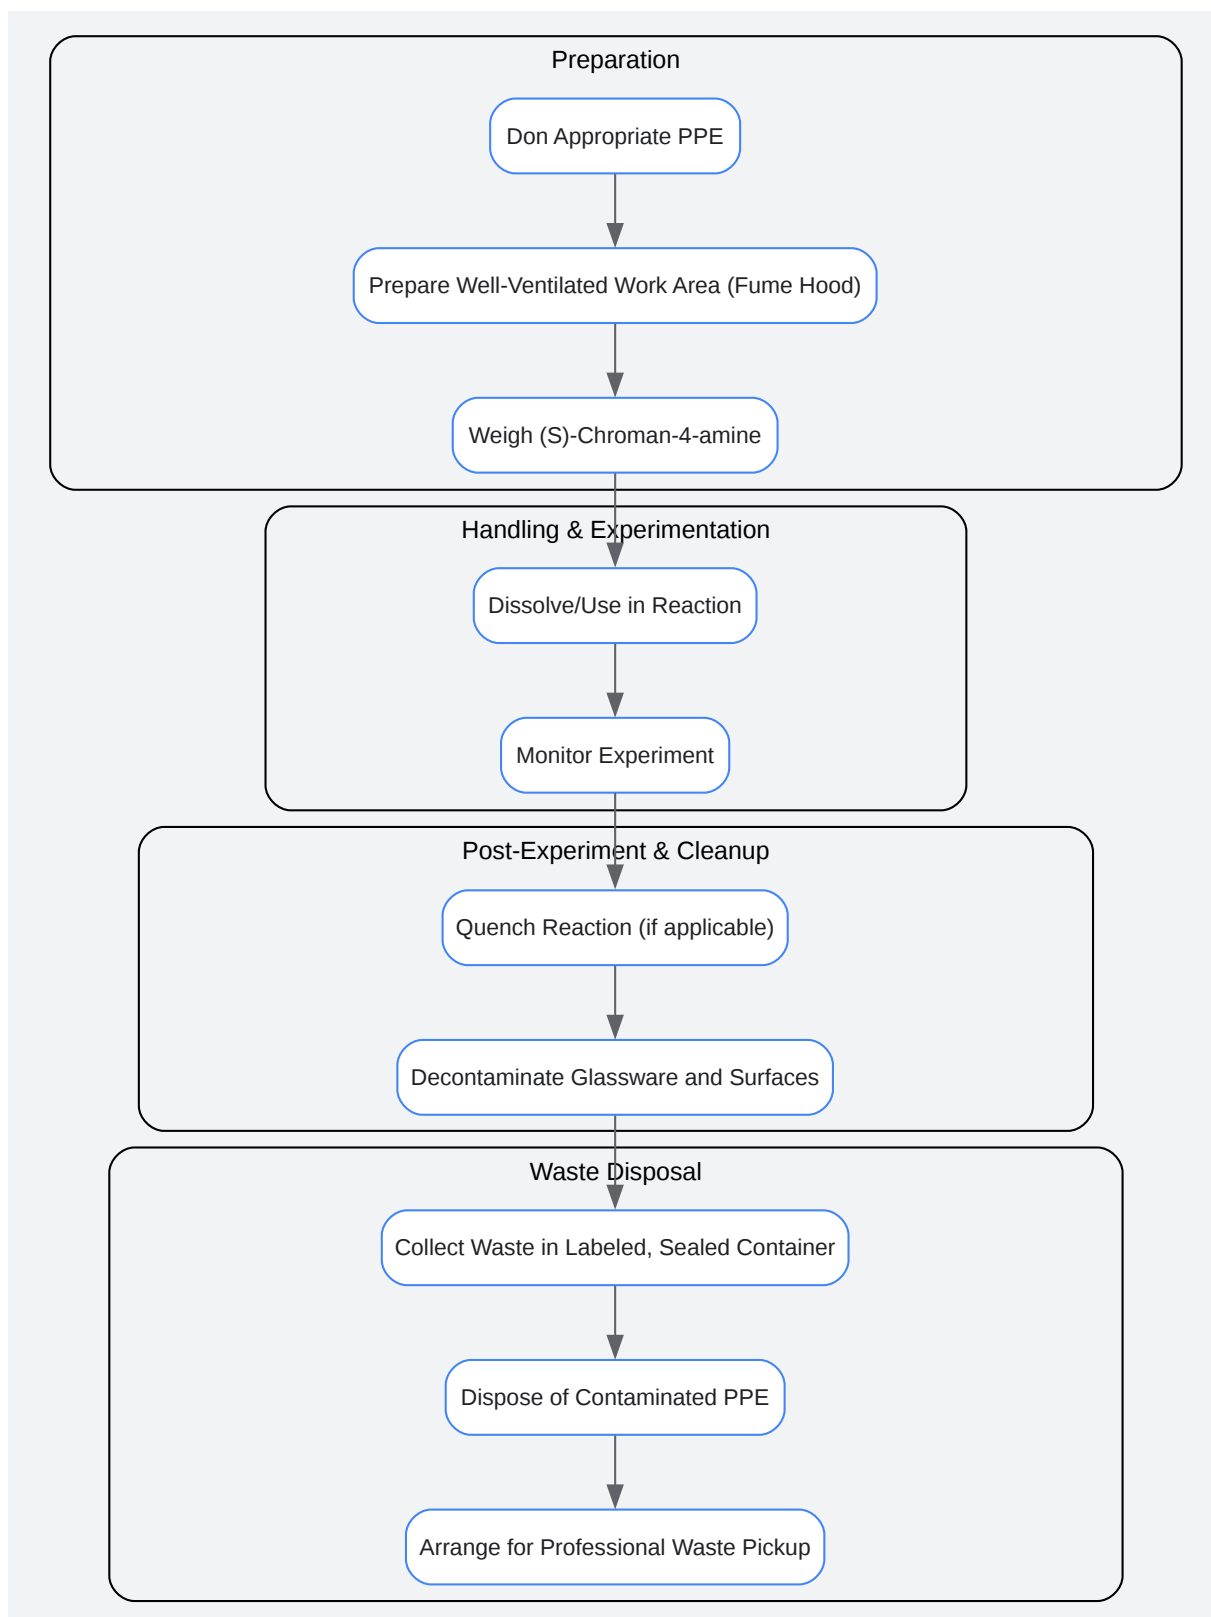 Preparation
Don Appropriate PPE
Prepare Well-Ventilated Work Area (Fume Hood)
Weigh (S)-Chroman-4-amine
Handling & Experimentation
Dissolve/Use in Reaction
Monitor Experiment
Post-Experiment & Cleanup
Quench Reaction (if applicable)
Decontaminate Glassware and Surfaces
Waste Disposal
Collect Waste in Labeled, Sealed Container
Dispose of Contaminated PPE
Arrange for Professional Waste Pickup